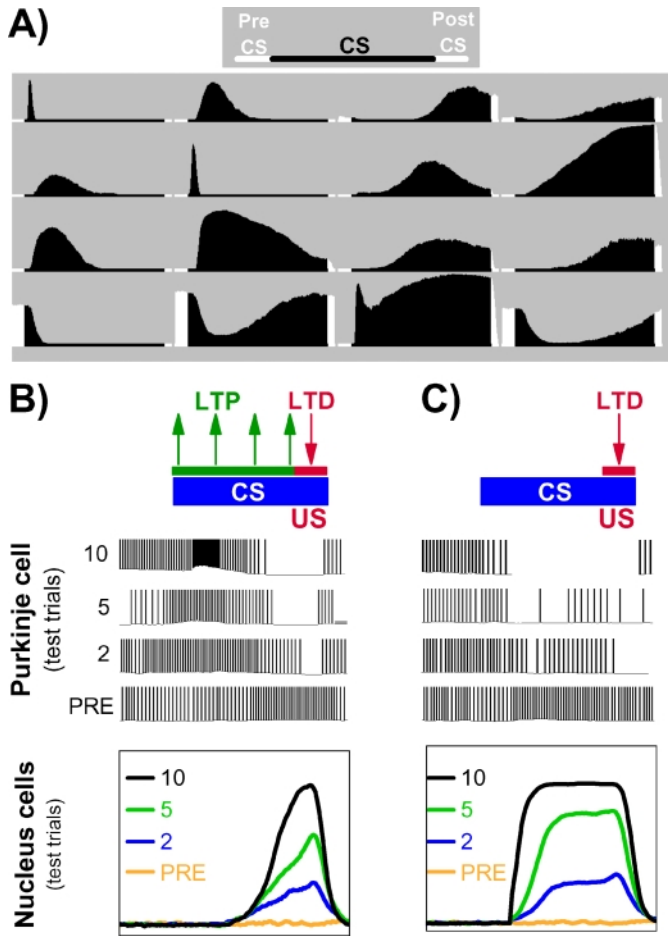 A)
Pre
CS
CS
Post
CS
B)
LTP
LTD
CS
US
C)
LTD
CS
US
Purkinje cell
(test trials)
10
5
2
PRE
Nucleus cells
(test trials)
10
5
2
PRE
10
5
2
PRE